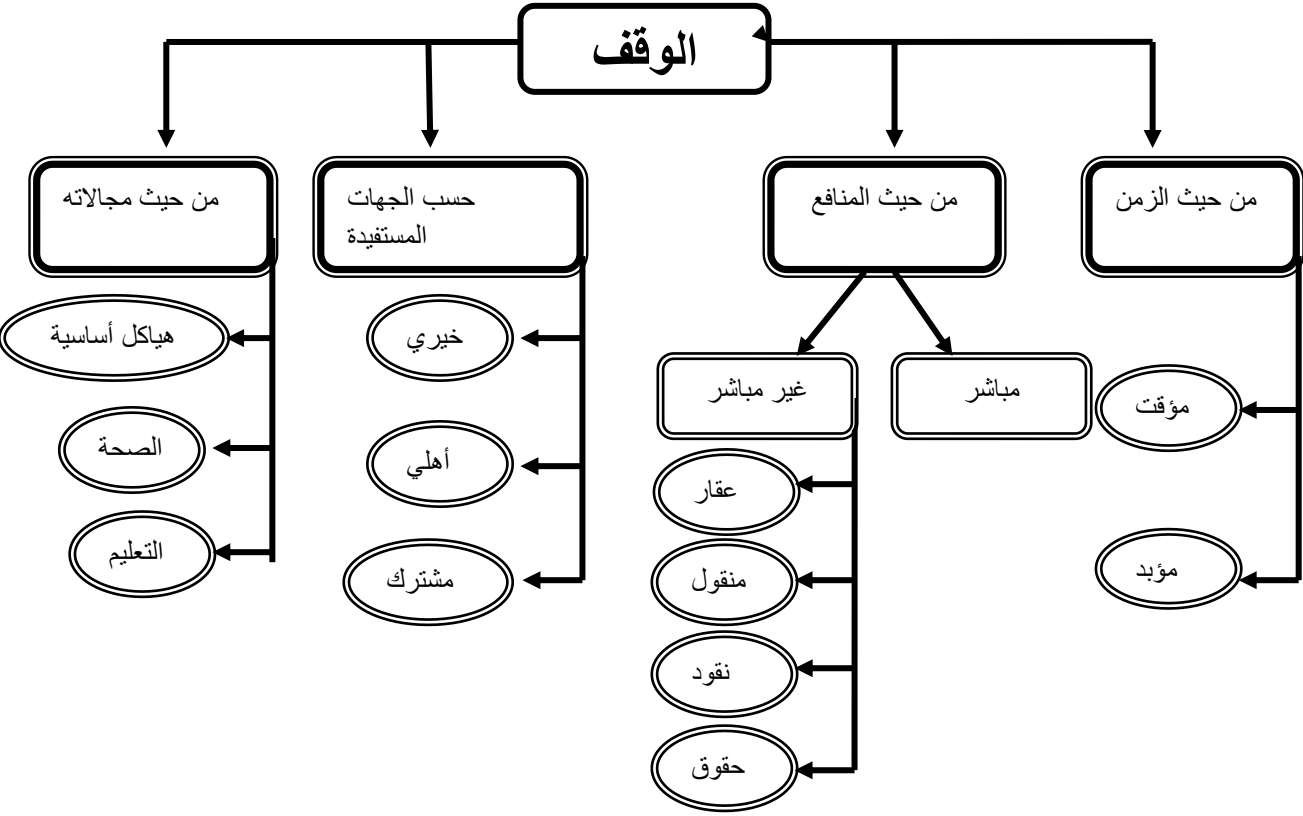 الوقف
من حيث الزمن
من حيث المنافع
حسب الجهات
المستفيدة
من حيث مجالاته
مؤقت
مؤبد
مباشر
غير مباشر
عقار
منقول
نقود
حقوق
خيري
أهلي
مشترك
هياكل أساسية
الصحة
التعليم